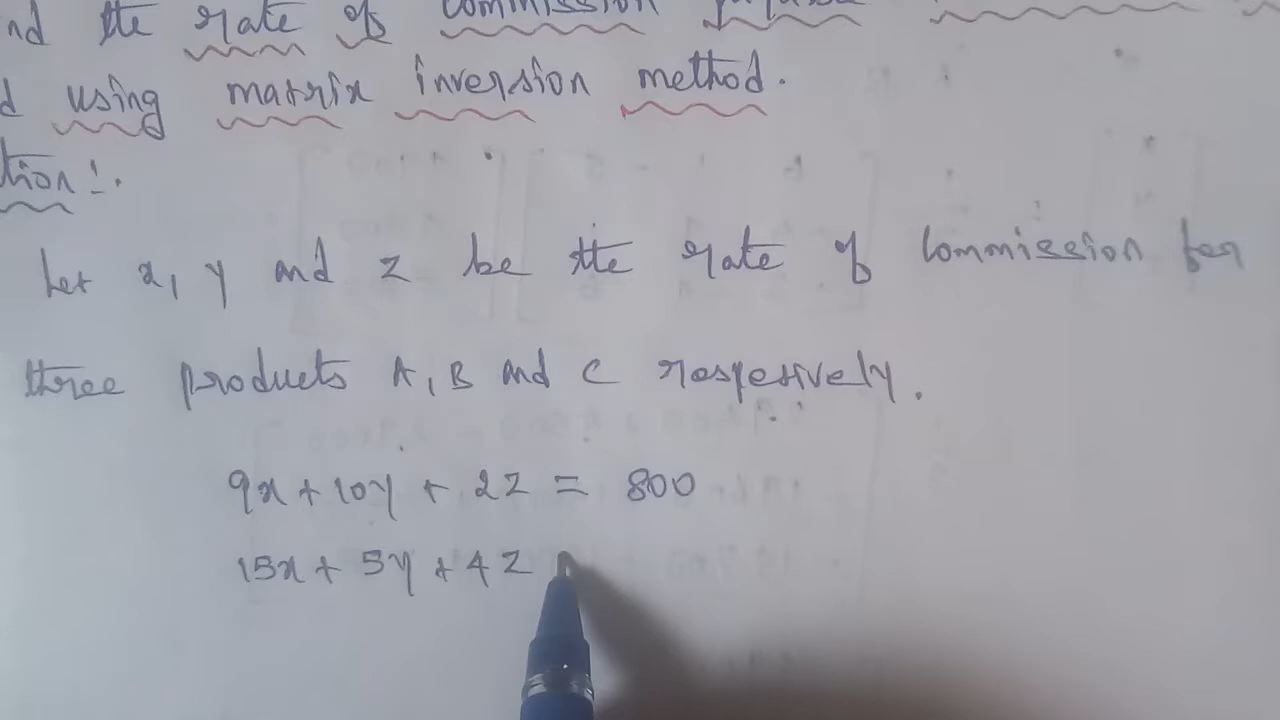 nd the rate of commission
d using matrix inversion method.
tion :.
Let x, y and z be the rate of commission for
three products A, B and C respesively.
9x + 10y + 2z = 800
15x + 5y + 4z